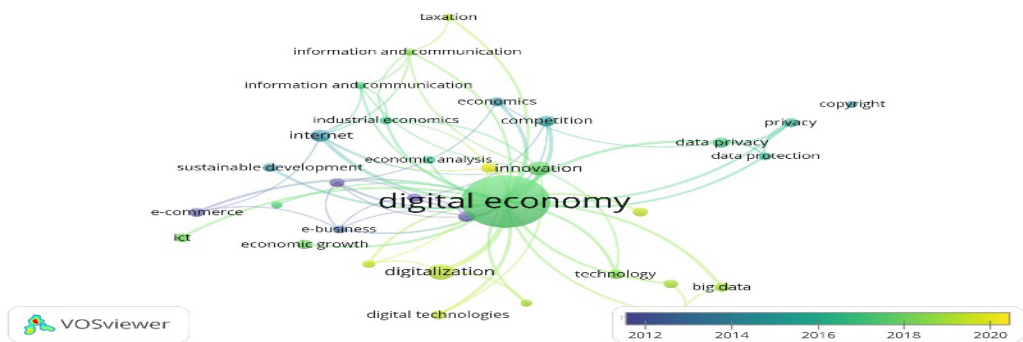 taxation
information and communication
information and communication
economics
copyright
industrial economics
competition
privacy
internet
data privacy
economic analysis
data protection
sustainable development
innovation
digital economy
e-commerce
e-business
ict
economic growth
digitalization
technology
big data
digital technologies
VOSviewer
2012 2014 2016 2018 2020